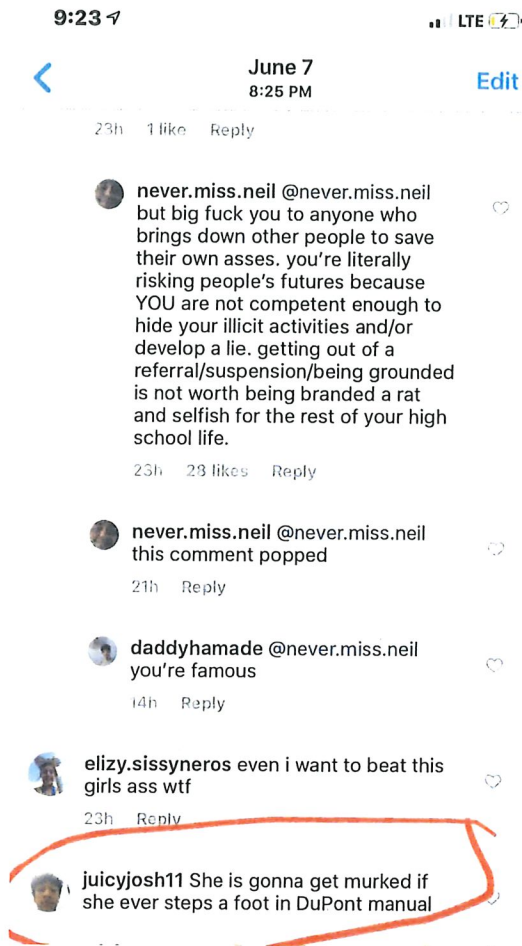 9:23
LTE
June 7
8:25 PM
Edit
23h 1 like Reply
never.miss.neil @never.miss.neil
but big fuck you to anyone who
brings down other people to save
their own asses. you're literally
risking people's futures because
YOU are not competent enough to
hide your illicit activities and/or
develop a lie. getting out of a
referral/suspension/being grounded
is not worth being branded a rat
and selfish for the rest of your high
school life.
23h 28 likes Reply
never.miss.neil @never.miss.neil
this comment popped
21h Reply
daddyhamade @never.miss.neil
you're famous
14h Reply
elizy.sissyneros even i want to beat this
girls ass wtf
23h Reply
juicyjosh11 She is gonna get murked if
she ever steps a foot in DuPont manual